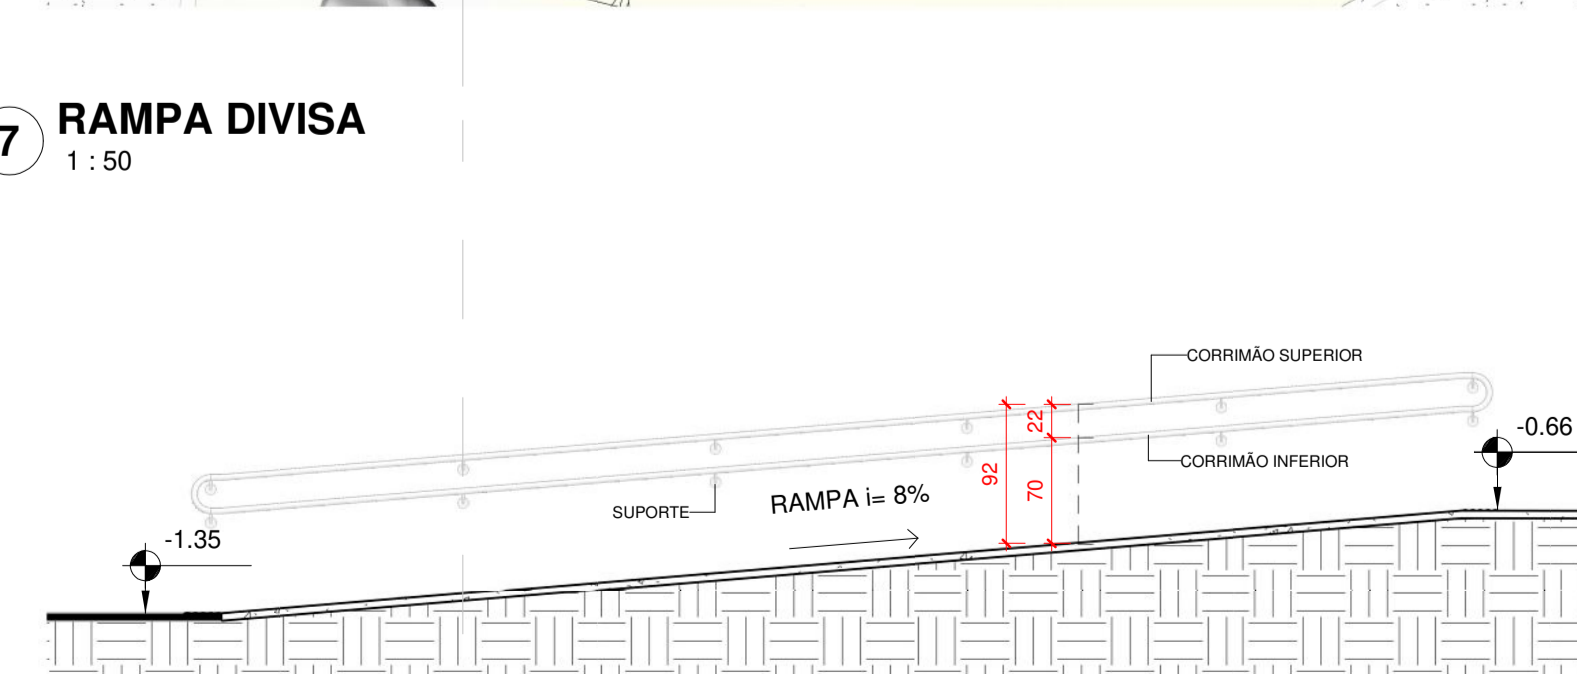 7 RAMPA DIVISA
1 : 50
CORRIMÃO SUPERIOR
22
-0.66
CORRIMÃO INFERIOR
92
70
RAMPA i= 8%
SUPORTE
-1.35